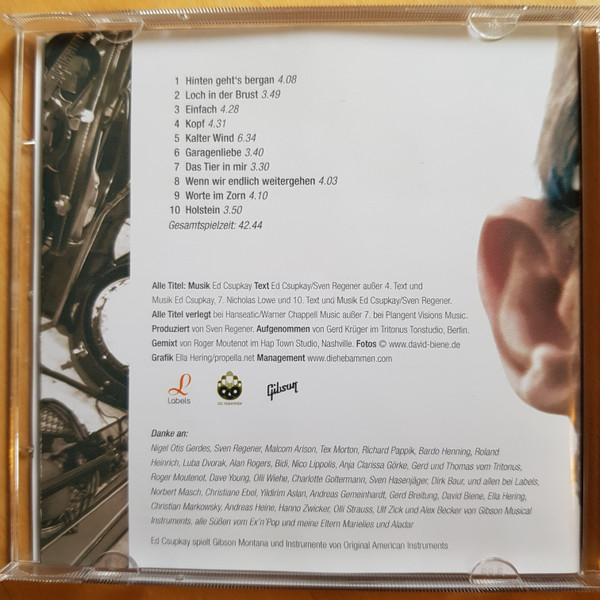 1 Hinten geht's bergan 4.08
2 Loch in der Brust 3.49
3 Einfach 4.28
4 Kopf 4.31
5 Kalter Wind 6.34
6 Garagenliebe 3.40
7 Das Tier in mir 3.30
8 Wenn wir endlich weitergehen 4.03
9 Worte im Zorn 4.10
10 Holstein 3.50
Gesamtspielzeit: 42.44
Alle Titel: Musik Ed Csupkay Text Ed Csupkay/Sven Regener außer 4. Text und
Musik Ed Csupkay, 7. Nicholas Lowe und 10. Text und Musik Ed Csupkay/Sven Regener.
Alle Titel verlegt bei Hanseatic/Warner Chappell Music außer 7. bei Plangent Visions Music.
Produziert von Sven Regener. Aufgenommen von Gerd Krüger im Tritonus Tonstudio, Berlin.
Gemixt von Roger Moutenot im Hap Town Studio, Nashville. Fotos © www.david-biene.de
Grafik Ella Hering/propella.net Management www.diehebammen.com
L Labels
Gibson
Danke an:
Nigel Otis Gerdes, Sven Regener, Malcom Arison, Tex Morton, Richard Pappik, Bardo Henning, Roland
Heinrich, Luba Dvorak, Alan Rogers, Bidi, Nico Lippolis, Anja Clarissa Görke, Gerd und Thomas vom Tritonus,
Roger Moutenot, Dave Young, Olli Wiehe, Charlotte Goltermann, Sven Hasenjäger, Dirk Baur, und allen bei Labels,
Norbert Masch, Christiane Ebol, Yildirim Aslan, Andreas Gemeinhardt, Gerd Breitung, David Biene, Ella Hering,
Christian Markowsky, Andreas Heine, Hanno Zwicker, Olli Strauss, Ulf Zick und Alex Becker von Gibson Musical
Instruments, alle Süßen vom Ex'n'Pop und meine Eltern Marielies und Aladar
Ed Csupkay spielt Gibson Montana und Instrumente von Original American Instruments